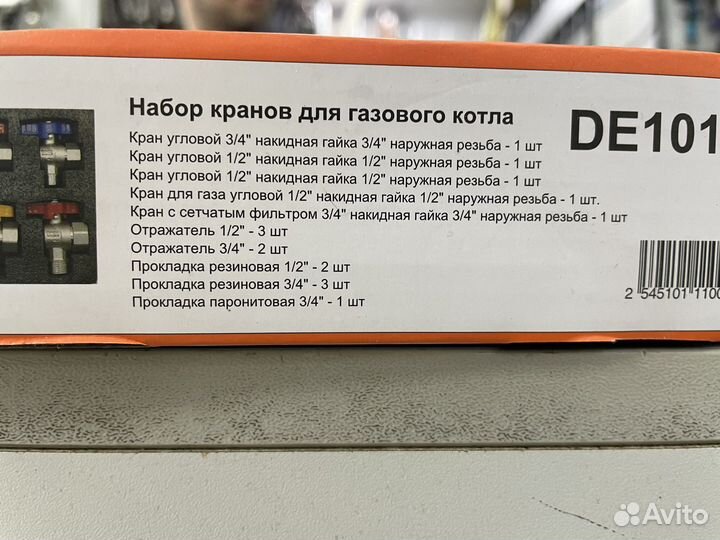 Набор кранов для газового котла
DE101
Кран угловой 3/4" накидная гайка 3/4" наружная резьба - 1 шт
Кран угловой 1/2" накидная гайка 1/2" наружная резьба - 1 шт
Кран угловой 1/2" накидная гайка 1/2" наружная резьба - 1 шт
Кран для газа угловой 1/2" накидная гайка 1/2" наружная резьба - 1 шт.
Кран с сетчатым фильтром 3/4" накидная гайка 3/4" наружная резьба - 1 шт
Отражатель 1/2" - 3 шт
Отражатель 3/4" - 2 шт
Прокладка резиновая 1/2" - 2 шт
Прокладка резиновая 3/4" - 3 шт
Прокладка паронитовая 3/4" - 1 шт
2 545101 1100
Avito